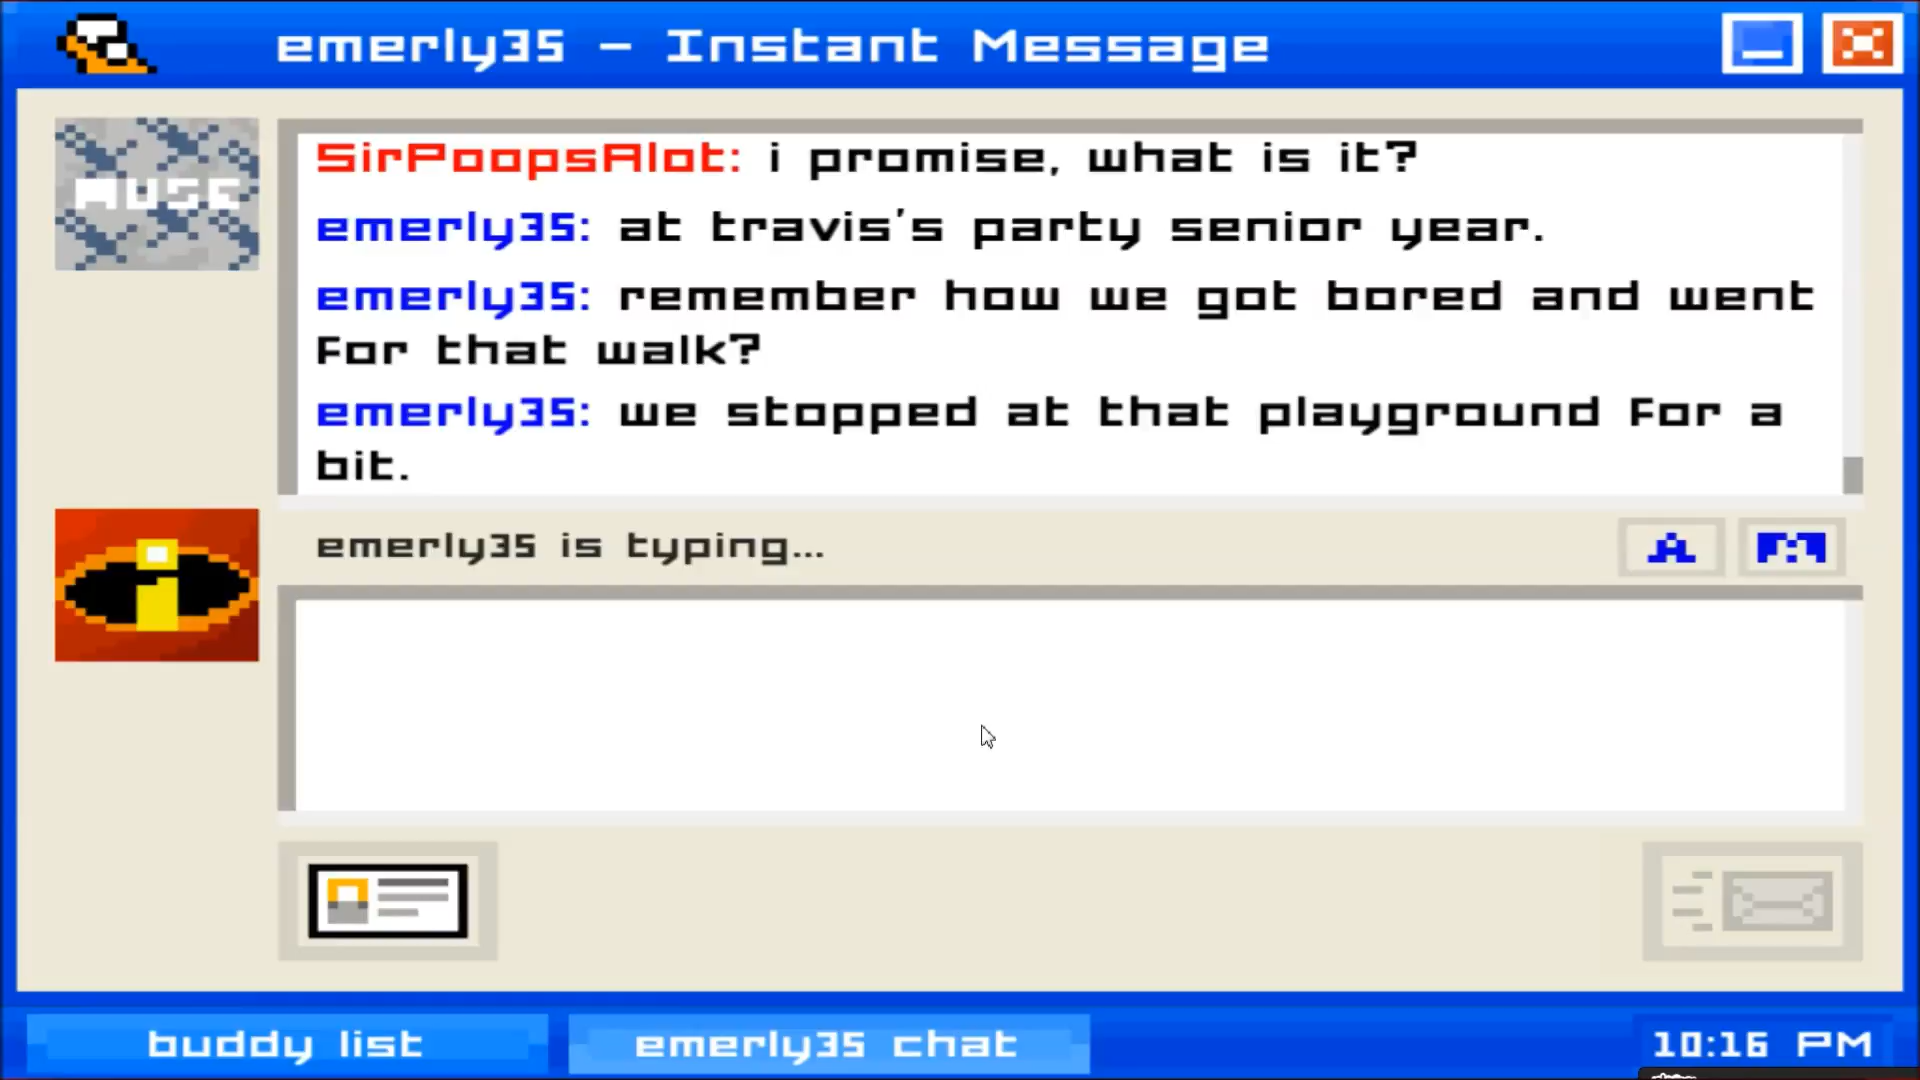 emerly35 - Instant Message
MUSE
SirPoopsAlot: i promise, what is it?
emerly35: at travis's party senior year.
emerly35: remember how we got bored and went
for that walk?
emerly35: we stopped at that playground for a
bit.
emerly35 is typing...
A
A
buddy list
emerly35 chat
10:16 PM